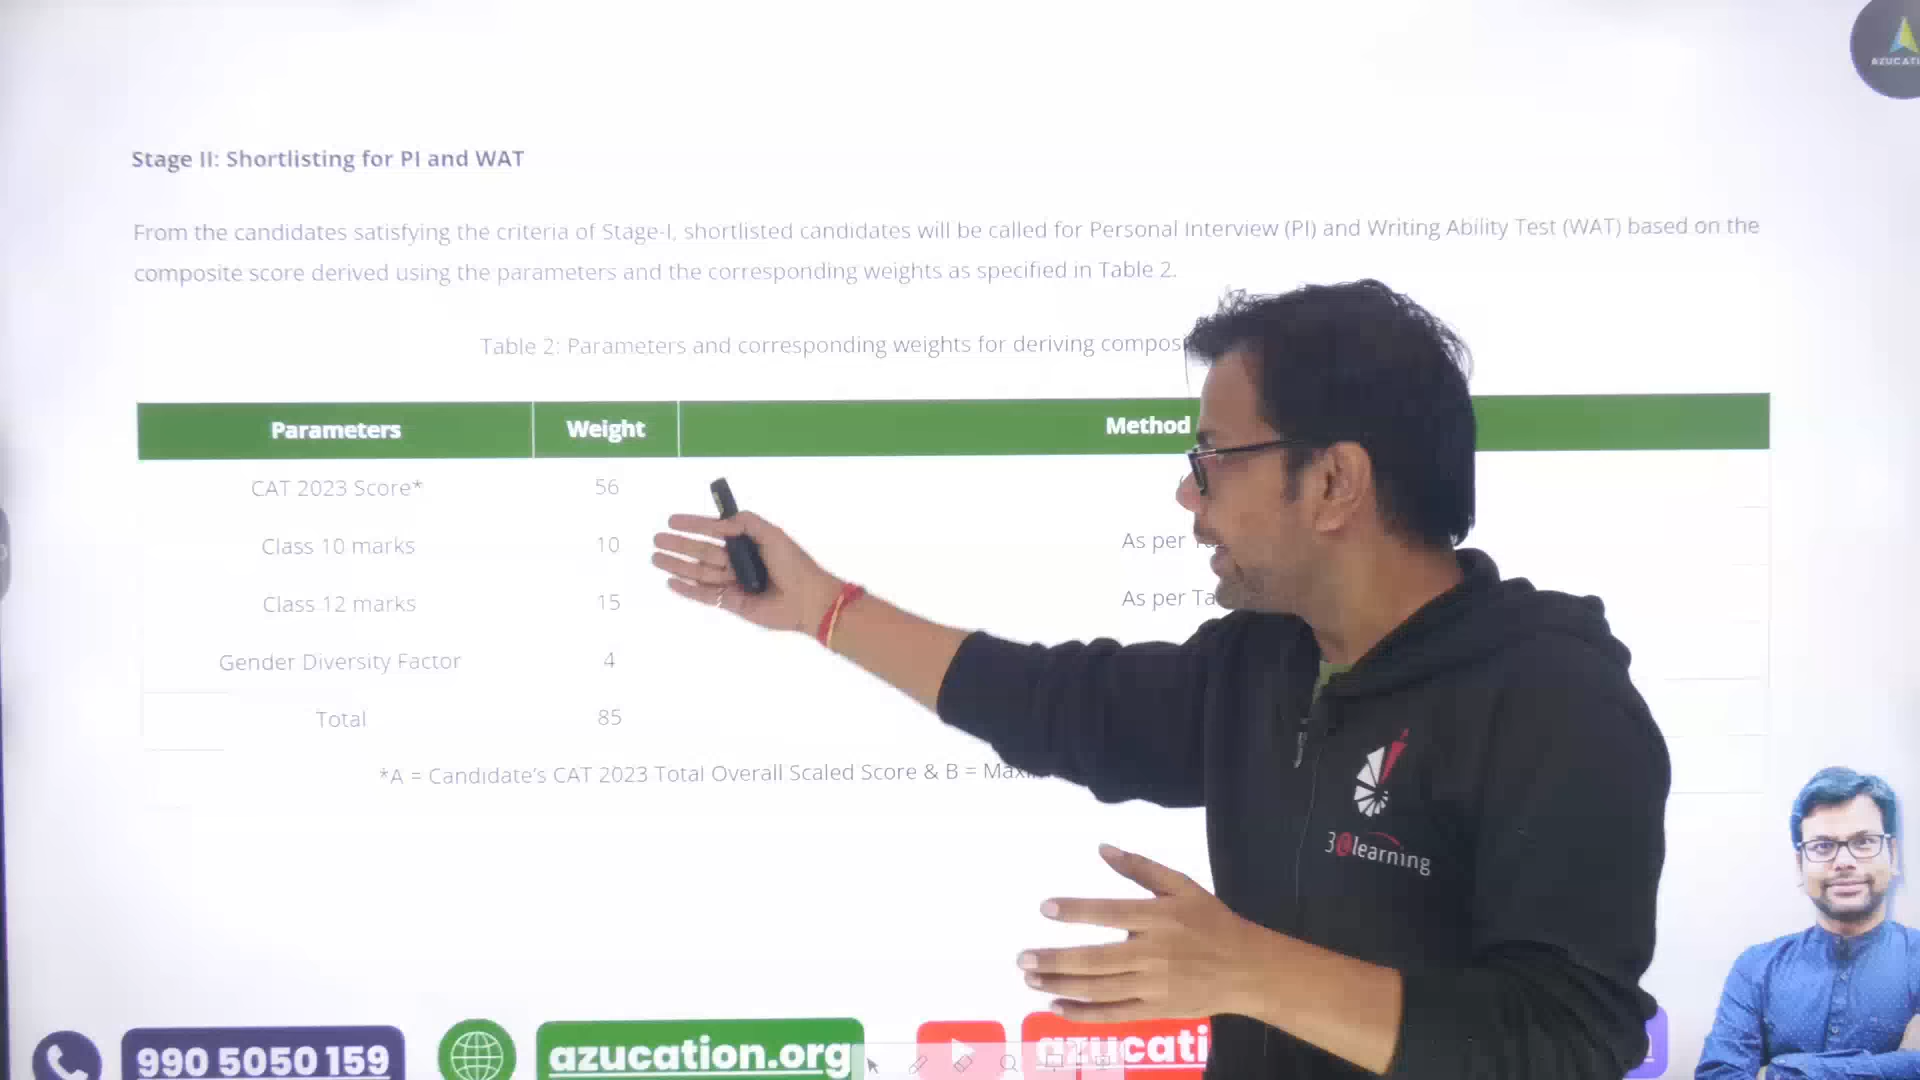 AZUCATI
Stage II: Shortlisting for PI and WAT
From the candidates satisfying the criteria of Stage-I, shortlisted candidates will be called for Personal Interview (PI) and Writing Ability Test (WAT) based on the
composite score derived using the parameters and the corresponding weights as specified in Table 2.
Table 2: Parameters and corresponding weights for deriving composi
Parameters Weight Method
CAT 2023 Score* 56
Class 10 marks 10 As per
Class 12 marks 15 As per Ta
Gender Diversity Factor 4
Total 85
*A = Candidate's CAT 2023 Total Overall Scaled Score & B = Max
3@learning
990 5050 159
azucation.org
azucati